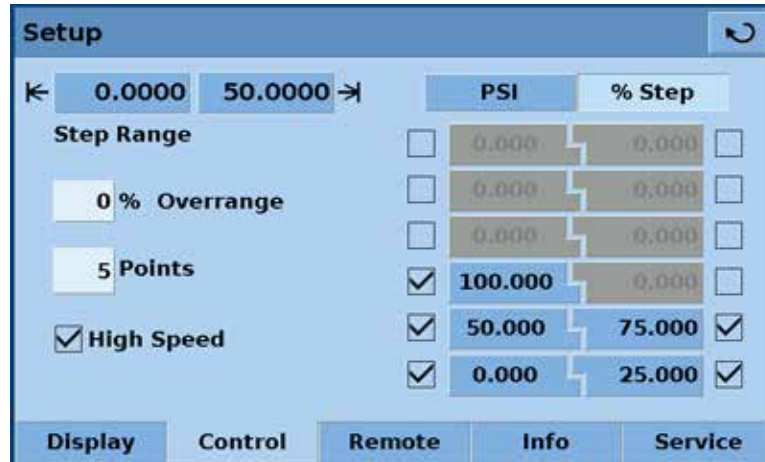 Setup
0.0000 50.0000
PSI % Step
Step Range
0.000 0.000
0 % Overrange
0.000 0.000
0.000 0.000
5 Points
100.000 0.000
High Speed
50.000 75.000
0.000 25.000
Display Control Remote Info Service